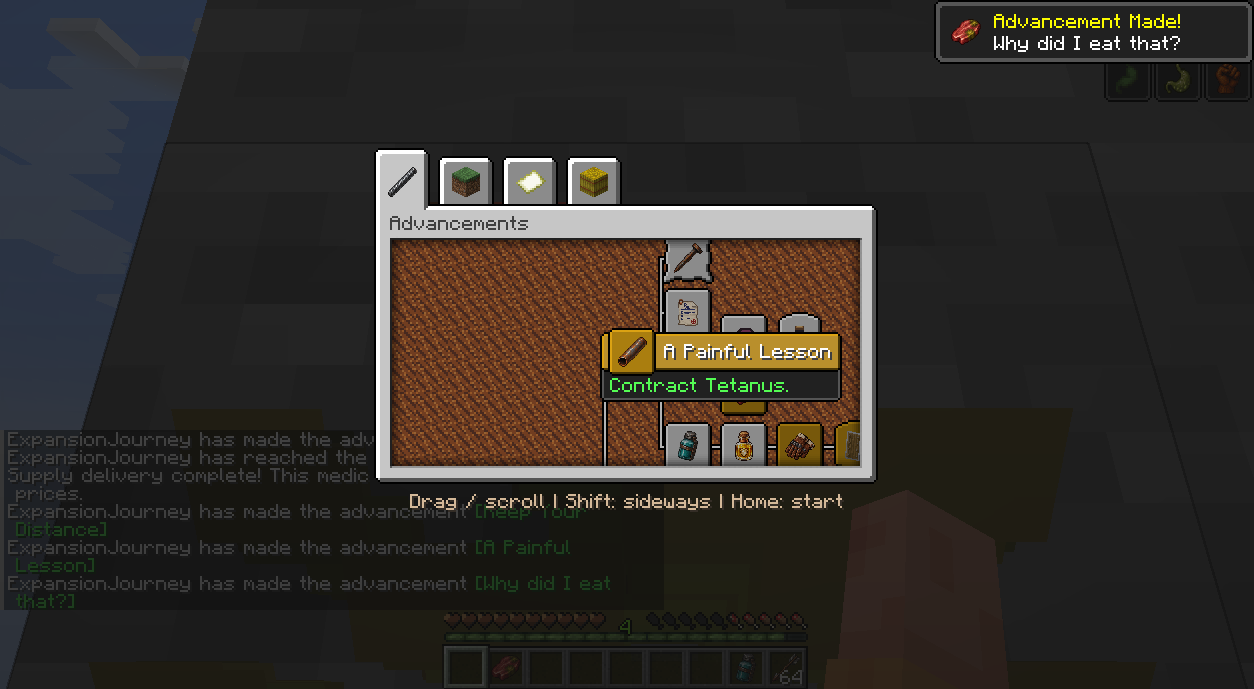 Advancement Made!
Why did I eat that?
Advancements
A Painful Lesson
Contract Tetanus.
Drag / scroll | Shift: sideways | Home: start
ExpansionJourney has made the adv
ExpansionJourney has reached the
Supply delivery complete! This medic
prices.
ExpansionJourney has made the advancement [Keep Your
Distance]
ExpansionJourney has made the advancement [A Painful
Lesson]
ExpansionJourney has made the advancement [Why did I eat
that?]
4
64